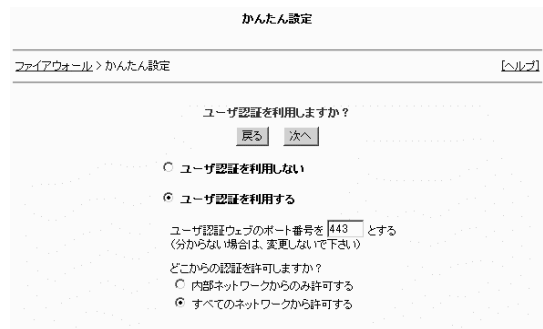 かんたん設定
ファイアウォール > かんたん設定 [ヘルプ]
ユーザ認証を利用しますか？
戻る 次へ
ユーザ認証を利用しない
ユーザ認証を利用する
ユーザ認証ウェブのポート番号を 443 とする
(分からない場合は、変更しないで下さい)
どこからの認証を許可しますか？
内部ネットワークからのみ許可する
すべてのネットワークから許可する